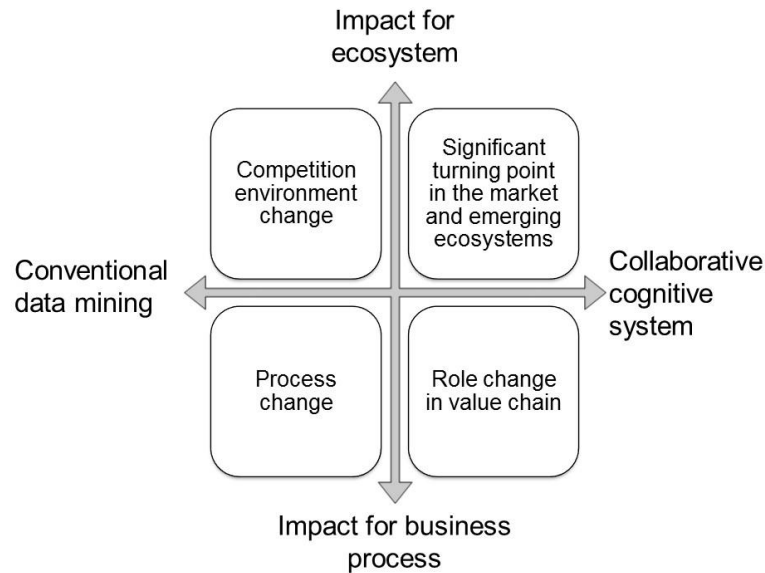 Impact for
ecosystem
Competition
environment
change
Significant
turning point
in the market
and emerging
ecosystems
Conventional
data mining
Collaborative
cognitive
system
Process
change
Role change
in value chain
Impact for business
process